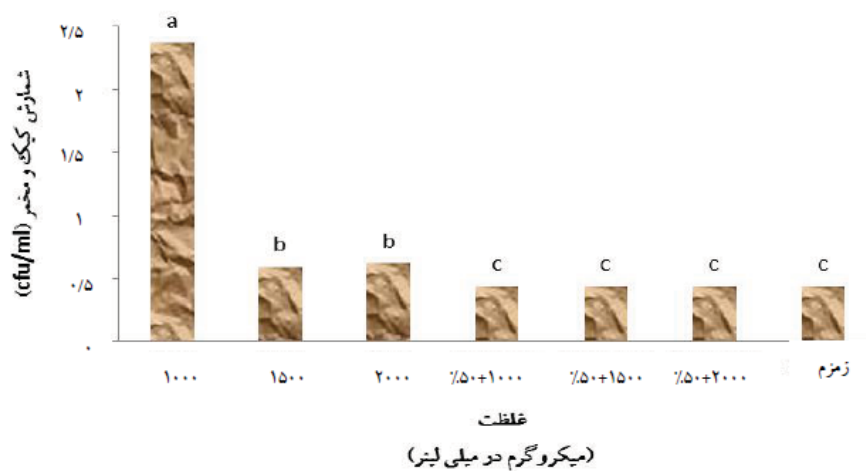 شمارش کپک و مخمر (cfu/ml)
۲/۵
۲
۱/۵
۱
۰/۵
۰
a
b
b
c
c
c
c
۱۰۰۰
۱۵۰۰
۲۰۰۰
%۵۰+۱۰۰۰
%۵۰+۱۵۰۰
%۵۰+۲۰۰۰
زمزم
غلظت
(میکروگرم در میلی لیتر)